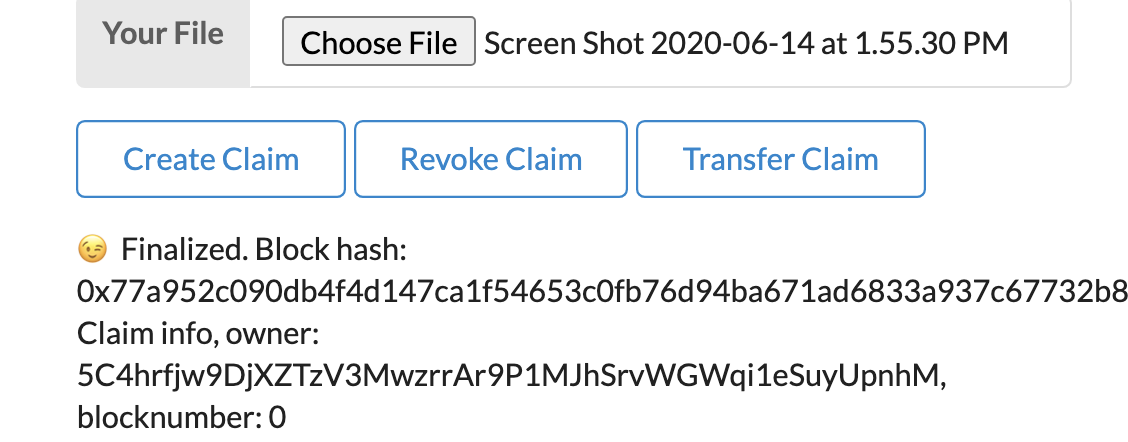 Your File
Choose File Screen Shot 2020-06-14 at 1.55.30 PM
Create Claim Revoke Claim Transfer Claim
😉 Finalized. Block hash:
0x77a952c090db4f4d147ca1f54653c0fb76d94ba671ad6833a937c67732b8
Claim info, owner:
5C4hrfjw9DjXZTzV3MwzrrAr9P1MJhSrvWGWqi1eSuyUpnhM,
blocknumber: 0